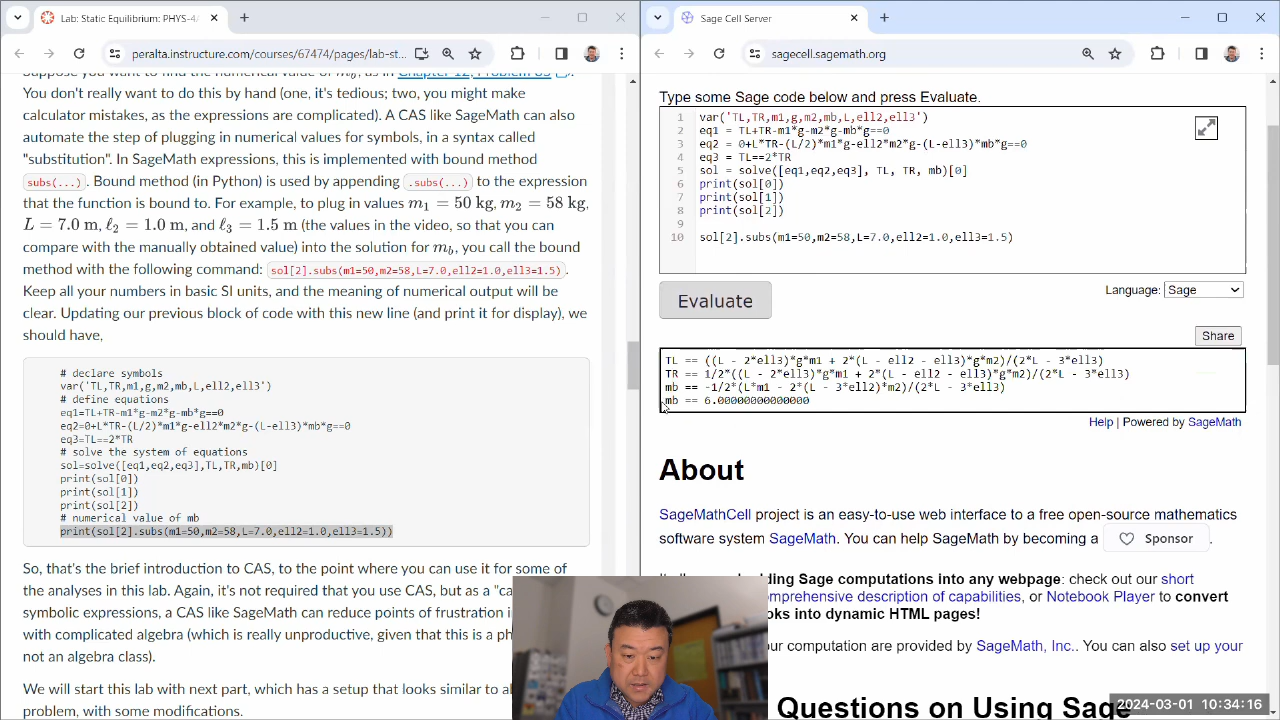 Lab: Static Equilibrium: PHYS-4
peralta.instructure.com/courses/67474/pages/lab-st...
You don't really want to do this by hand (one, it's tedious; two, you might make
calculator mistakes, as the expressions are complicated). A CAS like SageMath can also
automate the step of plugging in numerical values for symbols, in a syntax called
"substitution". In SageMath expressions, this is implemented with bound method
subs(...). Bound method (in Python) is used by appending .subs(...) to the expression
that the function is bound to. For example, to plug in values m₁ = 50 kg, m₂ = 58 kg,
L = 7.0 m, ℓ₂ = 1.0 m, and ℓ₃ = 1.5 m (the values in the video, so that you can
compare with the manually obtained value) into the solution for m_b, you call the bound
method with the following command: sol[2].subs(m1=50,m2=58,L=7.0,ell2=1.0,ell3=1.5).
Keep all your numbers in basic SI units, and the meaning of numerical output will be
clear. Updating our previous block of code with this new line (and print it for display), we
should have,
# declare symbols
var('TL,TR,m1,g,m2,mb,L,ell2,ell3')
# define equations
eq1=TL+TR-m1*g-m2*g-mb*g==0
eq2=0+L*TR-(L/2)*m1*g-ell2*m2*g-(L-ell3)*mb*g==0
eq3=TL==2*TR
# solve the system of equations
sol=solve([eq1,eq2,eq3],TL,TR,mb)[0]
print(sol[0])
print(sol[1])
print(sol[2])
# numerical value of mb
print(sol[2].subs(m1=50,m2=58,L=7.0,ell2=1.0,ell3=1.5))
So, that's the brief introduction to CAS, to the point where you can use it for some of
the analyses in this lab. Again, it's not required that you use CAS, but as a "ca
symbolic expressions, a CAS like SageMath can reduce points of frustration i
with complicated algebra (which is really unproductive, given that this is a ph
not an algebra class).
We will start this lab with next part, which has a setup that looks similar to a
problem, with some modifications.
Sage Cell Server
sagecell.sagemath.org
Type some Sage code below and press Evaluate.
1 var('TL,TR,m1,g,m2,mb,L,ell2,ell3')
2 eq1 = TL+TR-m1*g-m2*g-mb*g==0
3 eq2 = 0+L*TR-(L/2)*m1*g-ell2*m2*g-(L-ell3)*mb*g==0
4 eq3 = TL==2*TR
5 sol = solve([eq1,eq2,eq3], TL, TR, mb)[0]
6 print(sol[0])
7 print(sol[1])
8 print(sol[2])
9
10 sol[2].subs(m1=50,m2=58,L=7.0,ell2=1.0,ell3=1.5)
Evaluate
Language: Sage
Share
TL == ((L - 2*ell3)*g*m1 + 2*(L - ell2 - ell3)*g*m2)/(2*L - 3*ell3)
TR == 1/2*((L - 2*ell3)*g*m1 + 2*(L - ell2 - ell3)*g*m2)/(2*L - 3*ell3)
mb == -1/2*(L*m1 - 2*(L - 3*ell2)*m2)/(2*L - 3*ell3)
mb == 6.00000000000000
Help | Powered by SageMath
About
SageMathCell project is an easy-to-use web interface to a free open-source mathematics
software system SageMath. You can help SageMath by becoming a Sponsor.
dding Sage computations into any webpage: check out our short
omprehensive description of capabilities, or Notebook Player to convert
ks into dynamic HTML pages!
ur computation are provided by SageMath, Inc.. You can also set up your
Questions on Using Sage
2024-03-01 10:34:16